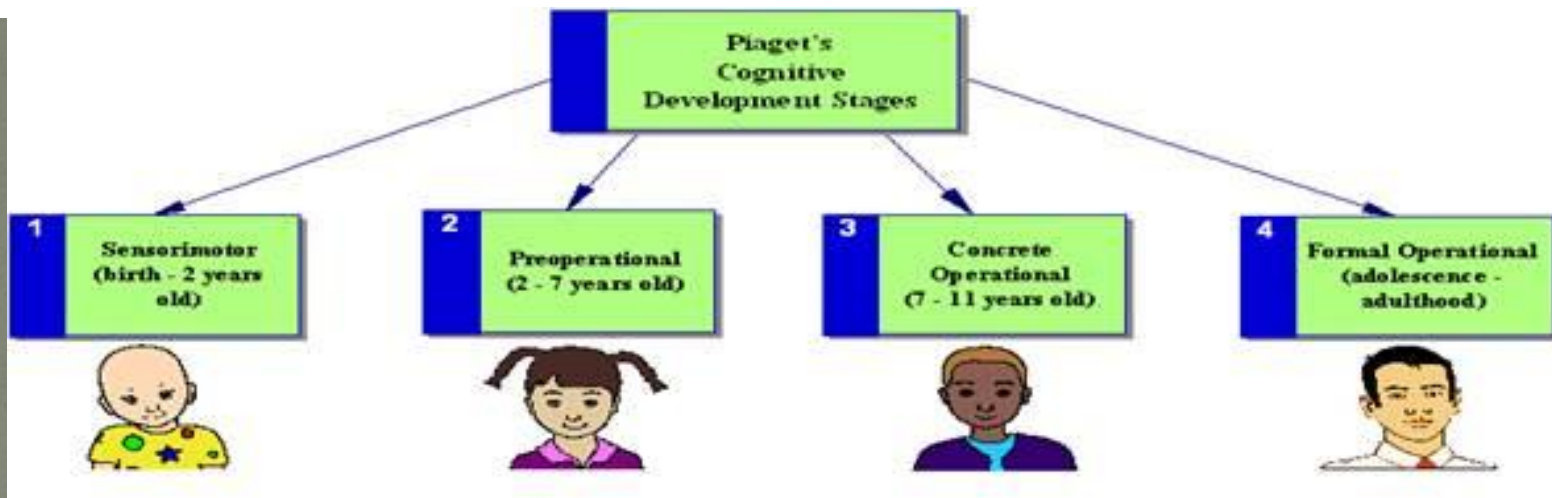 Piaget's
Cognitive
Development Stages
1
Sensorimotor
(birth - 2 years
old)
2
Preoperational
(2 - 7 years old)
3
Concrete
Operational
(7 - 11 years old)
4
Formal Operational
(adolescence -
adulthood)